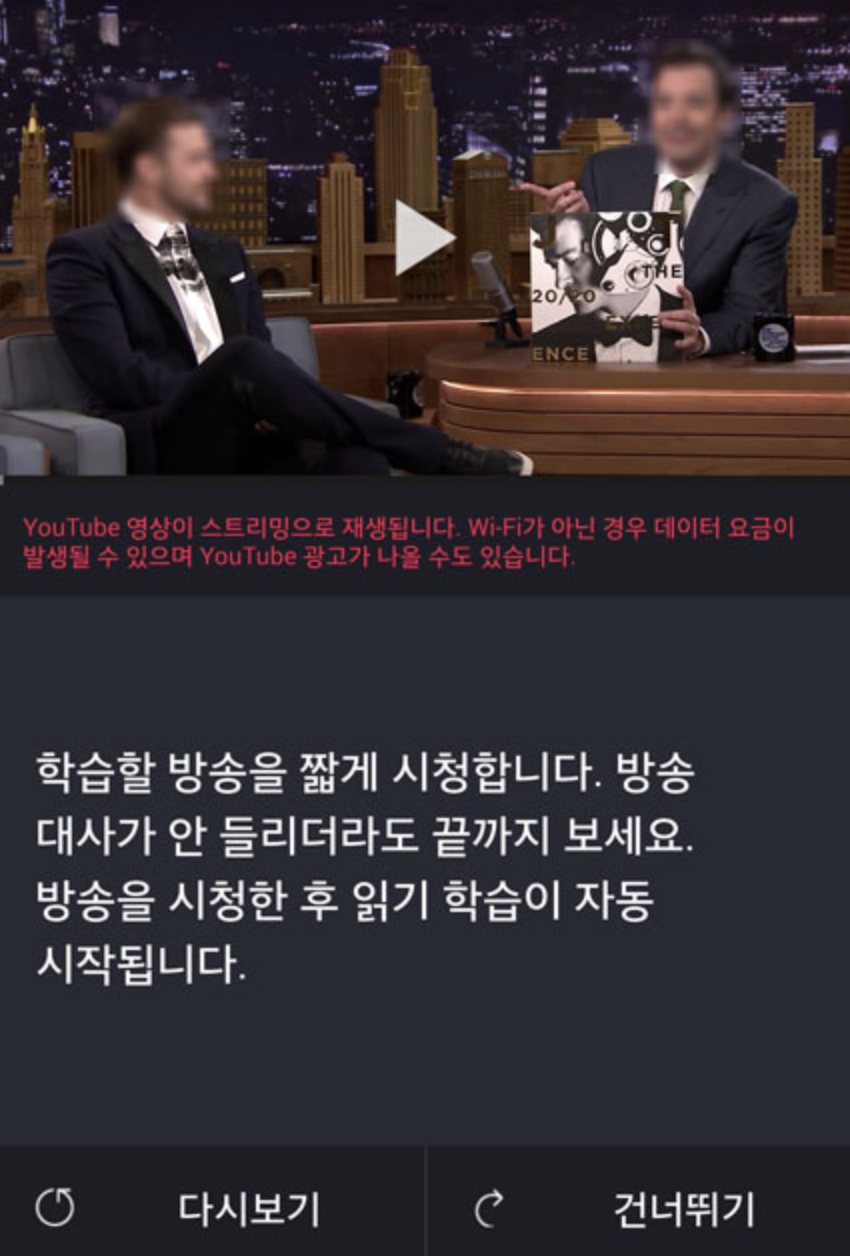 THE
20/20
ENCE
YouTube 영상이 스트리밍으로 재생됩니다. Wi-Fi가 아닌 경우 데이터 요금이
발생될 수 있으며 YouTube 광고가 나올 수도 있습니다.
학습할 방송을 짧게 시청합니다. 방송
대사가 안 들리더라도 끝까지 보세요.
방송을 시청한 후 읽기 학습이 자동
시작됩니다.
다시보기
건너뛰기